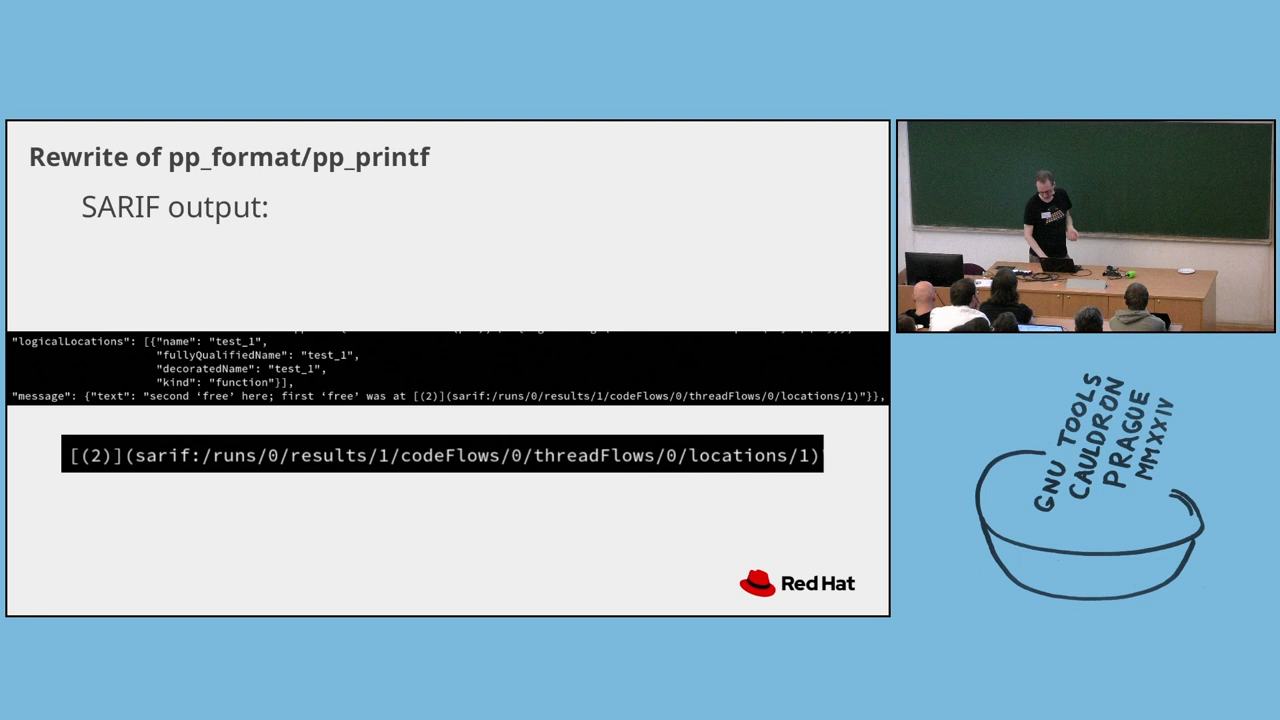 Rewrite of pp_format/pp_printf
SARIF output:
"logicalLocations": [{"name": "test_1",
"fullyQualifiedName": "test_1",
"decoratedName": "test_1",
"kind": "function"}],
"message": {"text": "second ‘free’ here; first ‘free’ was at [(2)](sarif:/runs/0/results/1/codeFlows/0/threadFlows/0/locations/1)"}},
[(2)](sarif:/runs/0/results/1/codeFlows/0/threadFlows/0/locations/1)
Red Hat
GNU TOOLS
CAULDRON
PRAGUE
MMXXIV